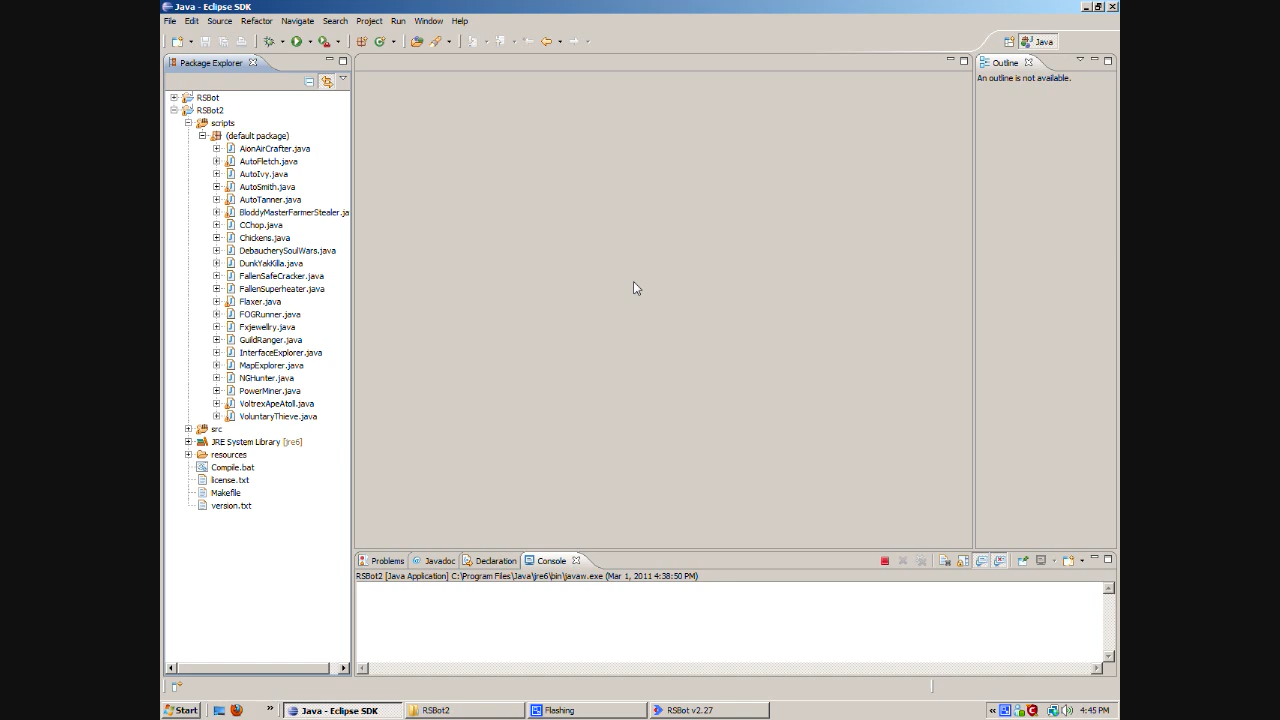 Java - Eclipse SDK
File Edit Source Refactor Navigate Search Project Run Window Help
Java
Package Explorer
Outline
An outline is not available.
RSBot
RSBot2
scripts
(default package)
AionAirCrafter.java
AutoFletch.java
AutoIvy.java
AutoSmith.java
AutoTanner.java
BloddyMasterFarmerStealer.ja
CChop.java
Chickens.java
DebaucherySoulWars.java
DunkYakKilla.java
FallenSafeCracker.java
FallenSuperheater.java
Flaxer.java
FOGRunner.java
Fxjewellry.java
GuildRanger.java
InterfaceExplorer.java
MapExplorer.java
NGHunter.java
PowerMiner.java
VoltrexApeAtoll.java
VoluntaryThieve.java
src
JRE System Library [jre6]
resources
Compile.bat
license.txt
Makefile
version.txt
Problems Javadoc Declaration Console
RSBot2 [Java Application] C:\Program Files\Java\jre6\bin\javaw.exe (Mar 1, 2011 4:38:50 PM)
Start Java - Eclipse SDK RSBot2 Flashing RSBot v2.27 4:45 PM